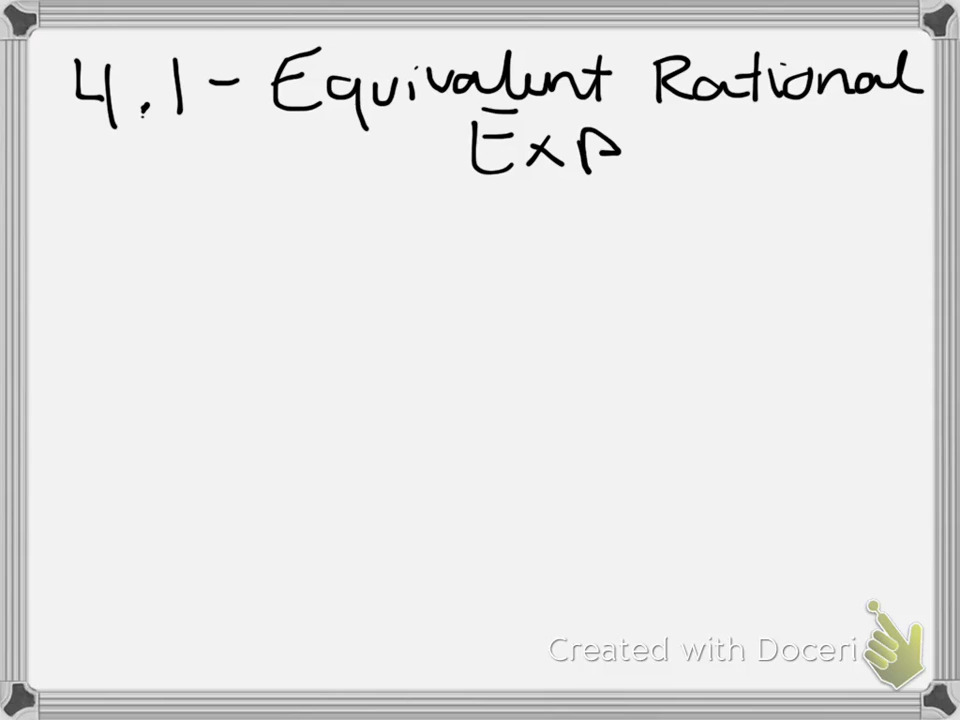 4.1 - Equivalent Rational
Exp
Created with Doceri